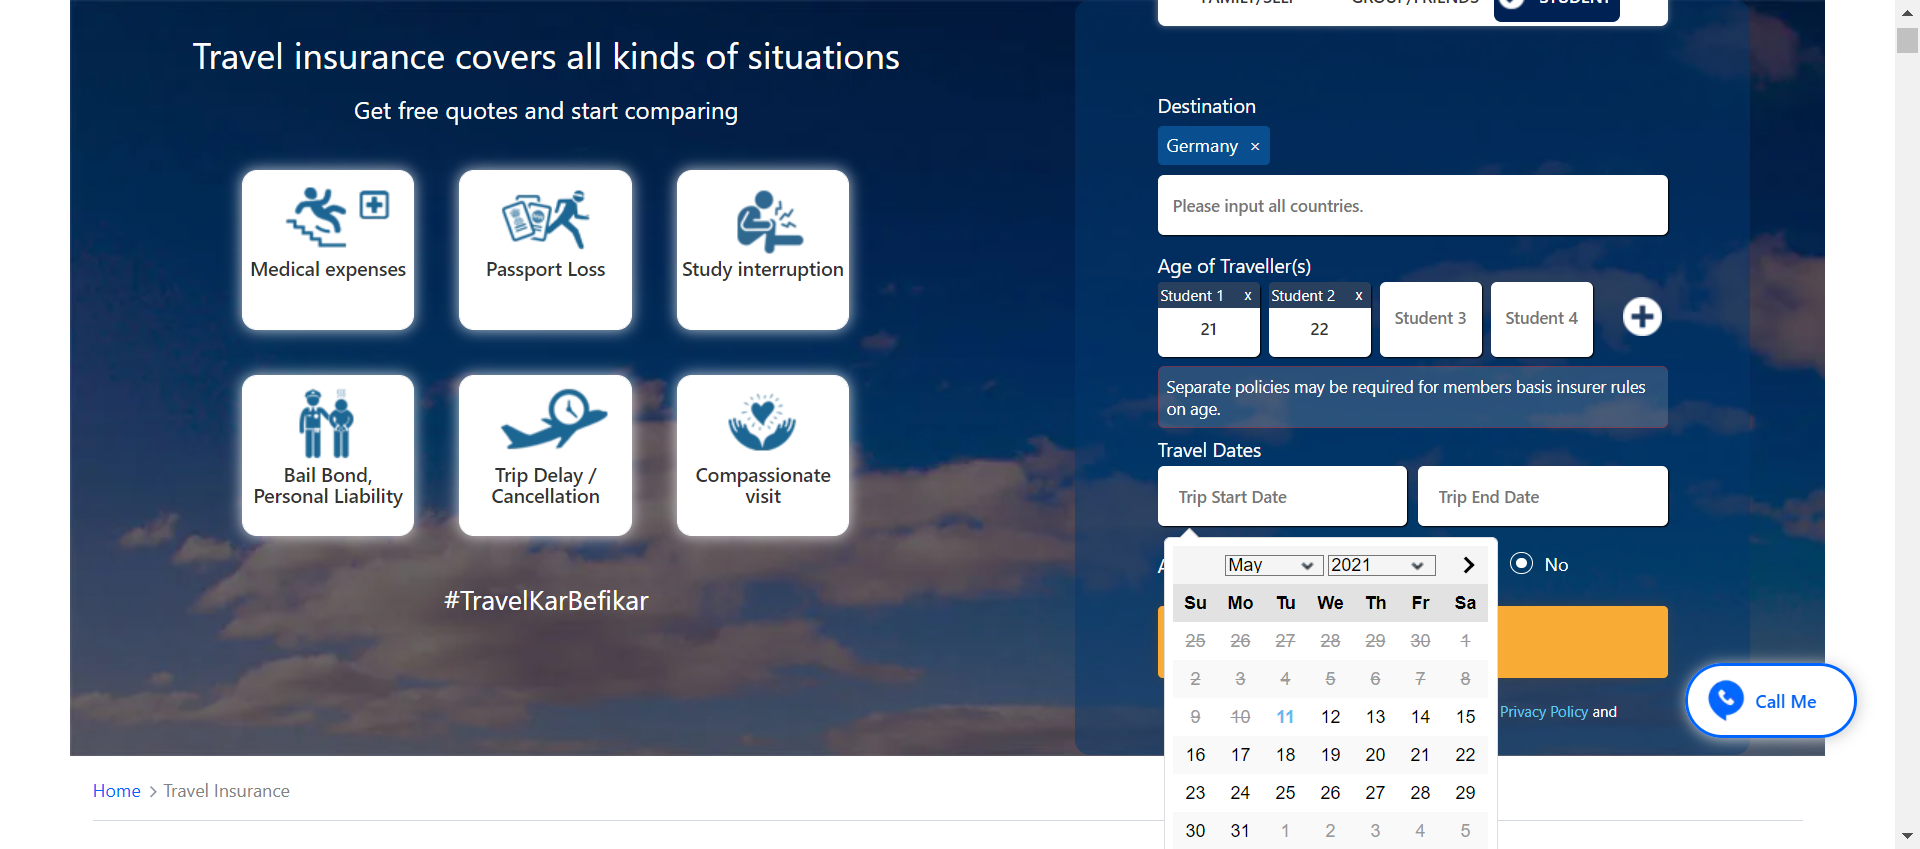 FAMILY/SELF GROUP/FRIENDS STUDENT
Travel insurance covers all kinds of situations
Get free quotes and start comparing
Medical expenses
Passport Loss
Study interruption
Bail Bond,
Personal Liability
Trip Delay /
Cancellation
Compassionate
visit
#TravelKarBefikar
Destination
Germany ×
Please input all countries.
Age of Traveller(s)
Student 1 x
21
Student 2 x
22
Student 3
Student 4
Separate policies may be required for members basis insurer rules
on age.
Travel Dates
Trip Start Date
Trip End Date
No
May 2021
Su Mo Tu We Th Fr Sa
25 26 27 28 29 30 1
2 3 4 5 6 7 8
9 10 11 12 13 14 15
16 17 18 19 20 21 22
23 24 25 26 27 28 29
30 31 1 2 3 4 5
Privacy Policy and
Call Me
Home > Travel Insurance